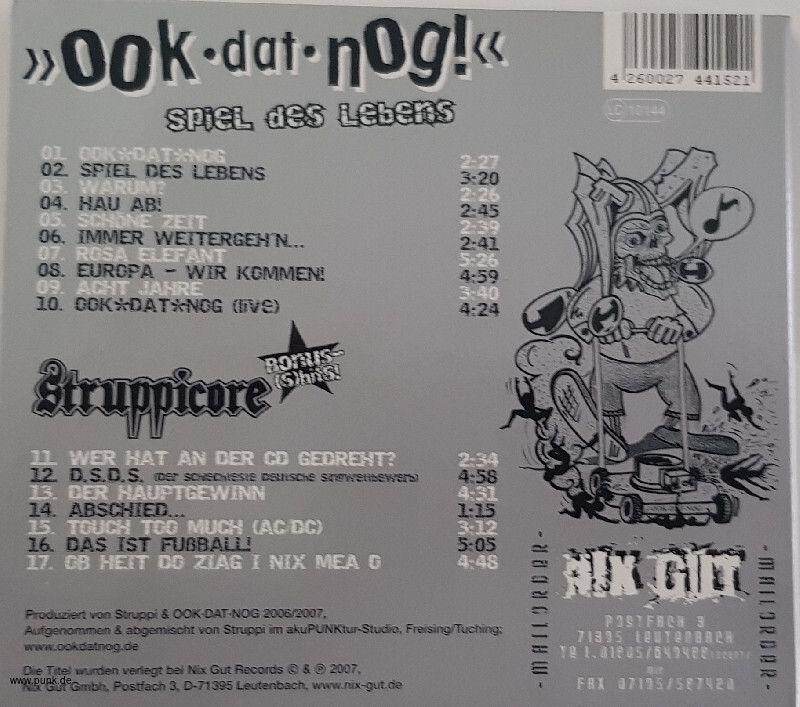 »OOK·dat·nOg!«
4 260027 441521
LC 10144
SPiEL des Lebens
01. OOK*DAT*NOG 2:27
02. SPIEL DES LEBENS 3:20
03. WARUM? 2:26
04. HAU AB! 2:45
05. SCHÖNE ZEIT 2:39
06. IMMER WEITERGEH'N... 2:41
07. ROSA ELEFANT 5:26
08. EUROPA - WIR KOMMEN! 4:59
09. ACHT JAHRE 3:40
10. OOK*DAT*NOG (live) 4:24
Struppicore
BONUS-
(S)hitS!
11. WER HAT AN DER CD GEDREHT? 2:34
12. D.S.D.S. (DER SCHLECHTESTE DEUTSCHE SINGWETTBEWERB) 4:58
13. DER HAUPTGEWINN 4:31
14. ABSCHIED... 1:15
15. TOUCH TOO MUCH (AC/DC) 3:12
16. DAS IST FUßBALL! 5:05
17. OB HEIT DO ZIAG I NIX MEA O 4:48
-MAILORDER-
NIX GUT
-MAILORDER-
POSTFACH 3
71395 LEUTENBACH
FAX 07195/587420
Produziert von Struppi & OOK-DAT-NOG 2006/2007,
Aufgenommen & abgemischt von Struppi im akuPUNKtur-Studio, Freising/Tuching;
www.ookdatnog.de
Die Titel wurden verlegt bei Nix Gut Records © & ℗ 2007,
Nix Gut Gmbh, Postfach 3, D-71395 Leutenbach, www.nix-gut.de
www.punk.de